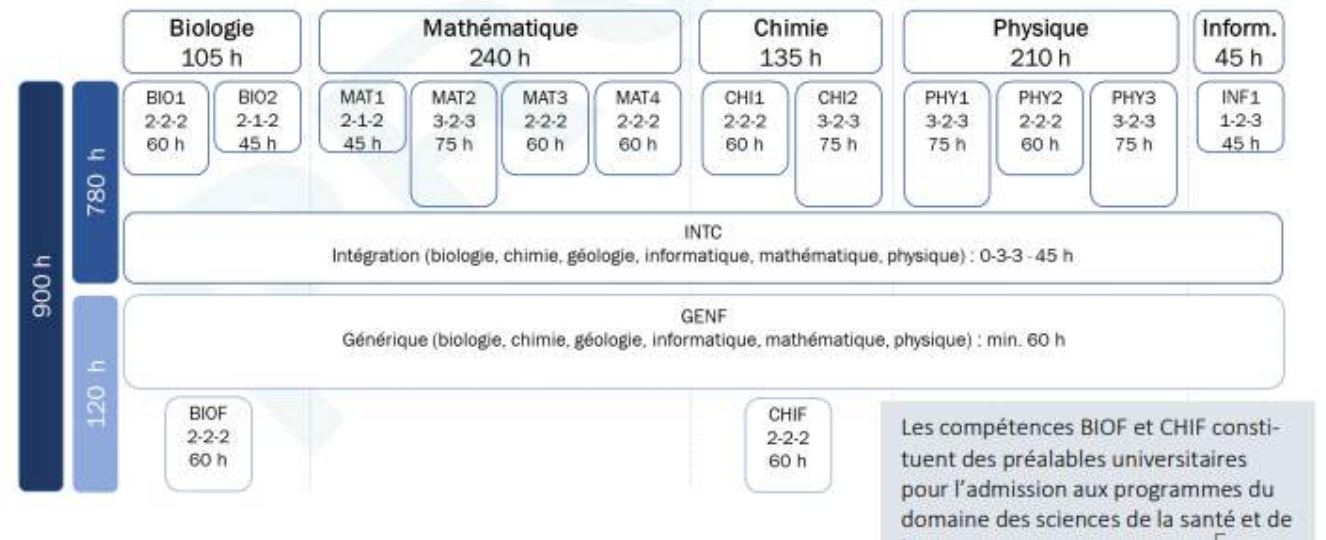 Biologie
105 h
Mathématique
240 h
Chimie
135 h
Physique
210 h
Inform.
45 h
900 h
780 h
BIO1
2-2-2
60 h
BIO2
2-1-2
45 h
MAT1
2-1-2
45 h
MAT2
3-2-3
75 h
MAT3
2-2-2
60 h
MAT4
2-2-2
60 h
CHI1
2-2-2
60 h
CHI2
3-2-3
75 h
PHY1
3-2-3
75 h
PHY2
2-2-2
60 h
PHY3
3-2-3
75 h
INF1
1-2-3
45 h
INTC
Intégration (biologie, chimie, géologie, informatique, mathématique, physique) : 0-3-3 - 45 h
120 h
GENF
Générique (biologie, chimie, géologie, informatique, mathématique, physique) : min. 60 h
BIOF
2-2-2
60 h
CHIF
2-2-2
60 h
Les compétences BIOF et CHIF consti-
tuent des préalables universitaires
pour l'admission aux programmes du
domaine des sciences de la santé et de